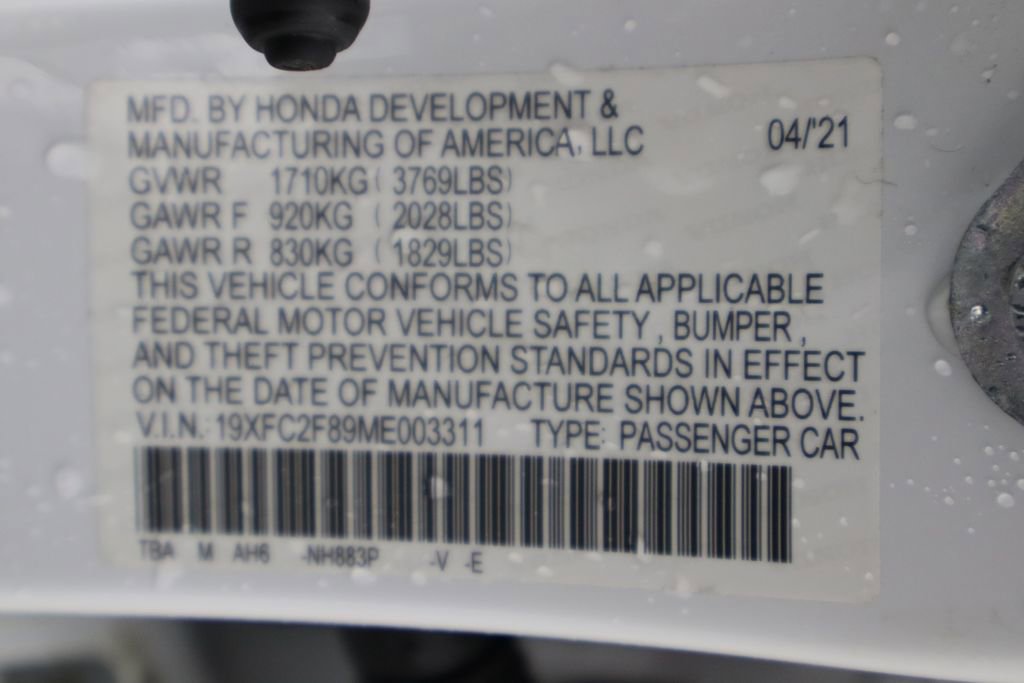 MFD. BY HONDA DEVELOPMENT &
MANUFACTURING OF AMERICA, LLC 04/'21
GVWR 1710KG ( 3769LBS)
GAWR F 920KG ( 2028LBS)
GAWR R 830KG ( 1829LBS)
THIS VEHICLE CONFORMS TO ALL APPLICABLE
FEDERAL MOTOR VEHICLE SAFETY , BUMPER ,
AND THEFT PREVENTION STANDARDS IN EFFECT
ON THE DATE OF MANUFACTURE SHOWN ABOVE.
V.I.N.: 19XFC2F89ME003311 TYPE: PASSENGER CAR
TBA M AH6 -NH883P -V -E